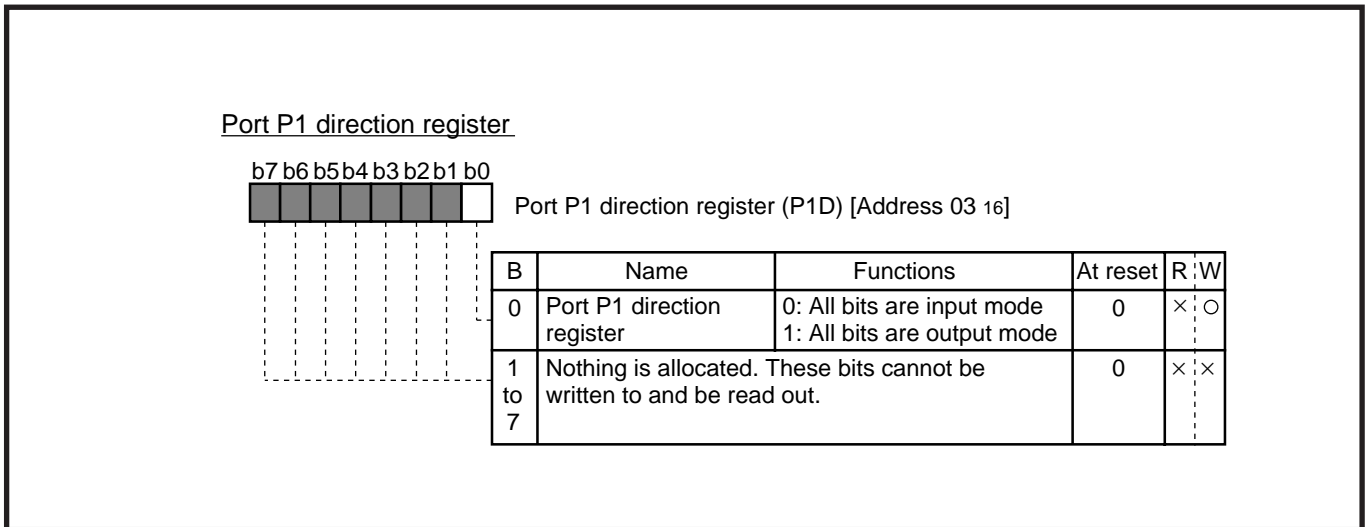 Port P1 direction register
b7 b6 b5 b4 b3 b2 b1 b0
Port P1 direction register (P1D) [Address 03 16]
B Name Functions At reset R W
0 Port P1 direction 0: All bits are input mode 0 × ○
register 1: All bits are output mode
1 Nothing is allocated. These bits cannot be 0 × ×
to written to and be read out.
7